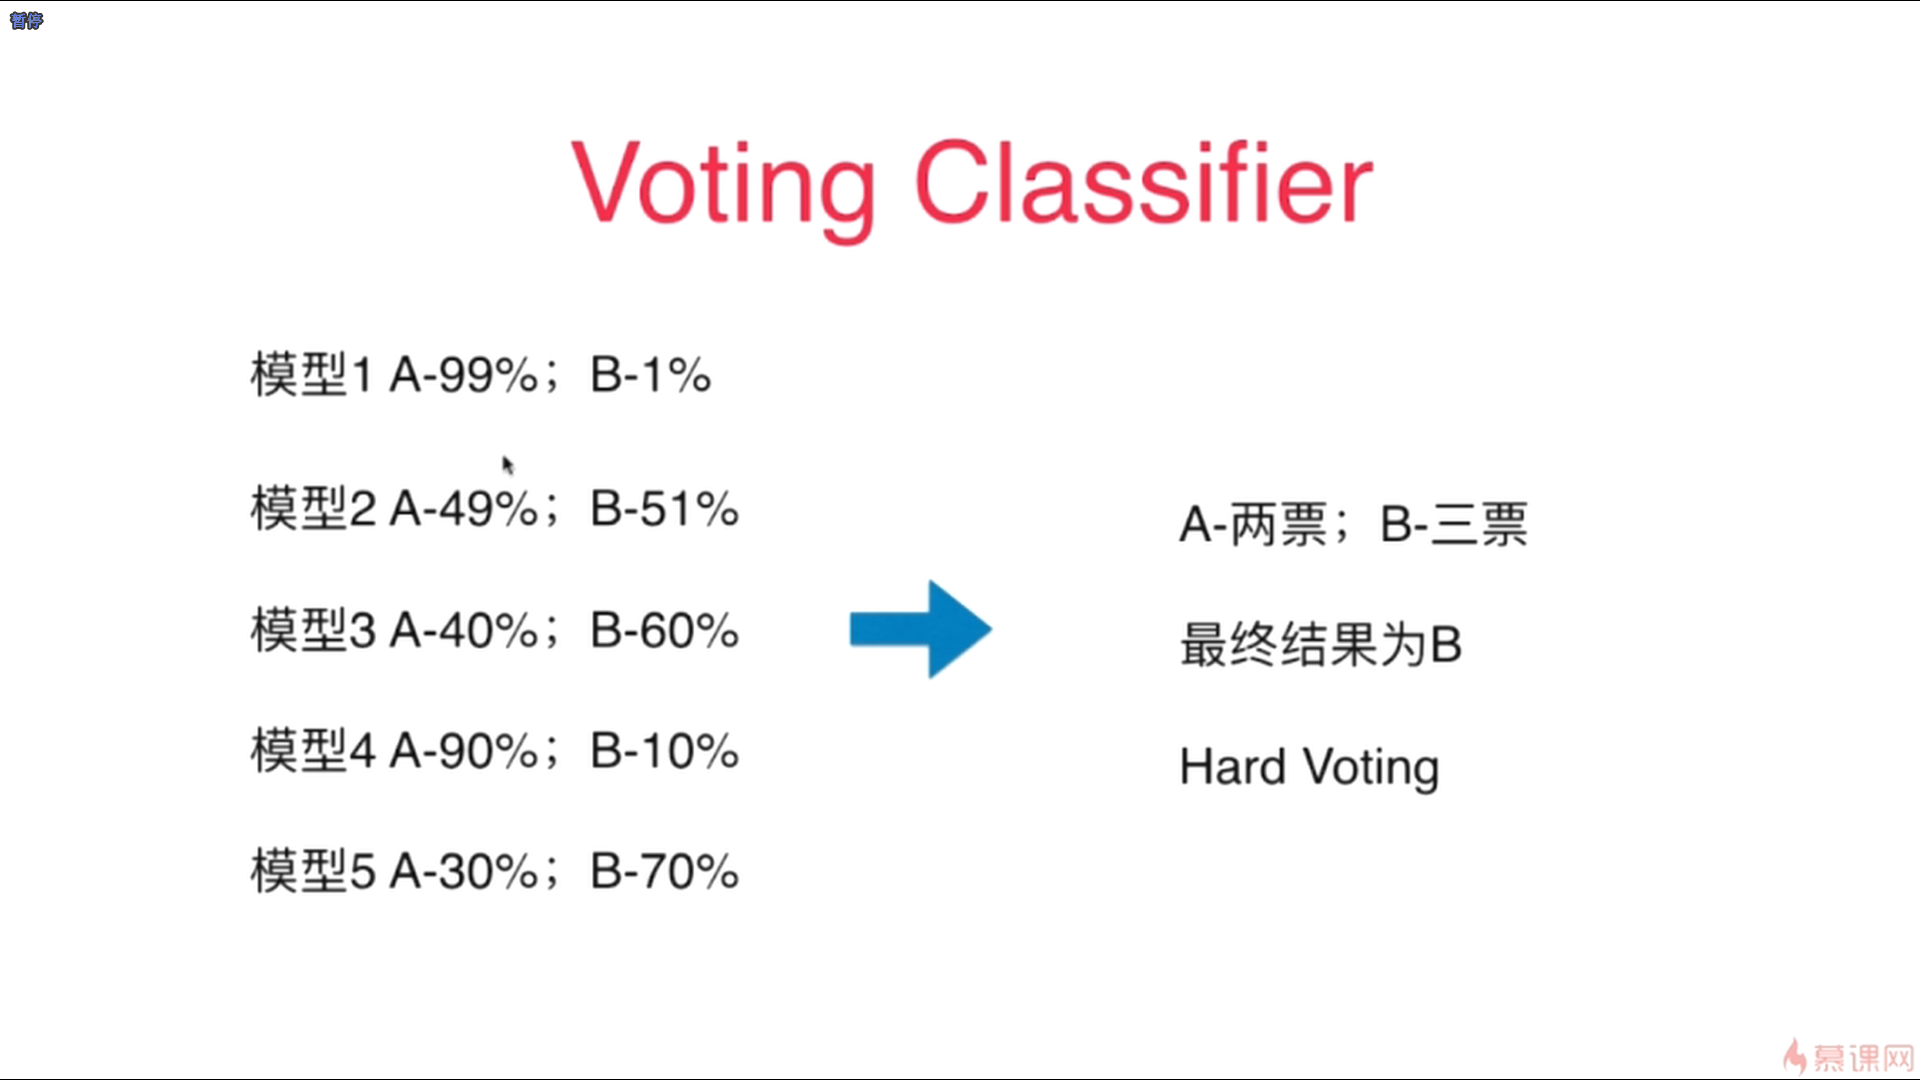 暂停
Voting Classifier
模型1 A-99%；B-1%
模型2 A-49%；B-51%
模型3 A-40%；B-60%
模型4 A-90%；B-10%
模型5 A-30%；B-70%
A-两票；B-三票
最终结果为B
Hard Voting
慕课网